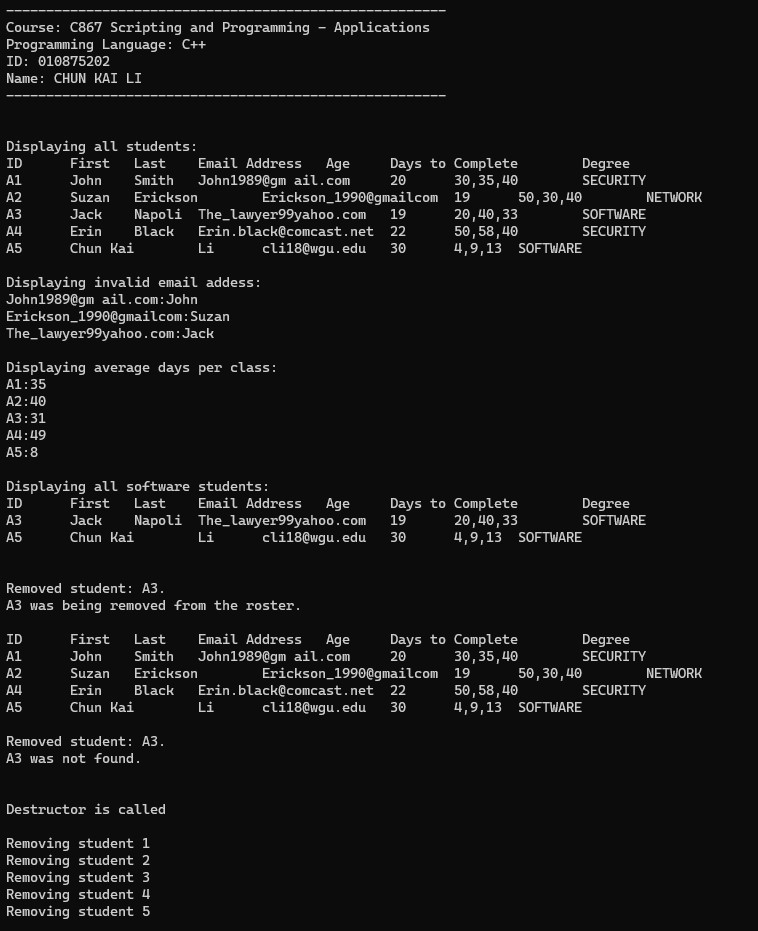 -------------------------------------------------------
Course: C867 Scripting and Programming - Applications
Programming Language: C++
ID: 010875202
Name: CHUN KAI LI
-------------------------------------------------------
Displaying all students:
ID      First   Last    Email Address   Age     Days to Complete        Degree
A1      John    Smith   John1989@gm ail.com     20      30,35,40        SECURITY
A2      Suzan   Erickson        Erickson_1990@gmailcom  19      50,30,40        NETWORK
A3      Jack    Napoli  The_lawyer99yahoo.com   19      20,40,33        SOFTWARE
A4      Erin    Black   Erin.black@comcast.net  22      50,58,40        SECURITY
A5      Chun Kai        Li      cli18@wgu.edu   30      4,9,13  SOFTWARE
Displaying invalid email addess:
John1989@gm ail.com:John
Erickson_1990@gmailcom:Suzan
The_lawyer99yahoo.com:Jack
Displaying average days per class:
A1:35
A2:40
A3:31
A4:49
A5:8
Displaying all software students:
ID      First   Last    Email Address   Age     Days to Complete        Degree
A3      Jack    Napoli  The_lawyer99yahoo.com   19      20,40,33        SOFTWARE
A5      Chun Kai        Li      cli18@wgu.edu   30      4,9,13  SOFTWARE
Removed student: A3.
A3 was being removed from the roster.
ID      First   Last    Email Address   Age     Days to Complete        Degree
A1      John    Smith   John1989@gm ail.com     20      30,35,40        SECURITY
A2      Suzan   Erickson        Erickson_1990@gmailcom  19      50,30,40        NETWORK
A4      Erin    Black   Erin.black@comcast.net  22      50,58,40        SECURITY
A5      Chun Kai        Li      cli18@wgu.edu   30      4,9,13  SOFTWARE
Removed student: A3.
A3 was not found.
Destructor is called
Removing student 1
Removing student 2
Removing student 3
Removing student 4
Removing student 5